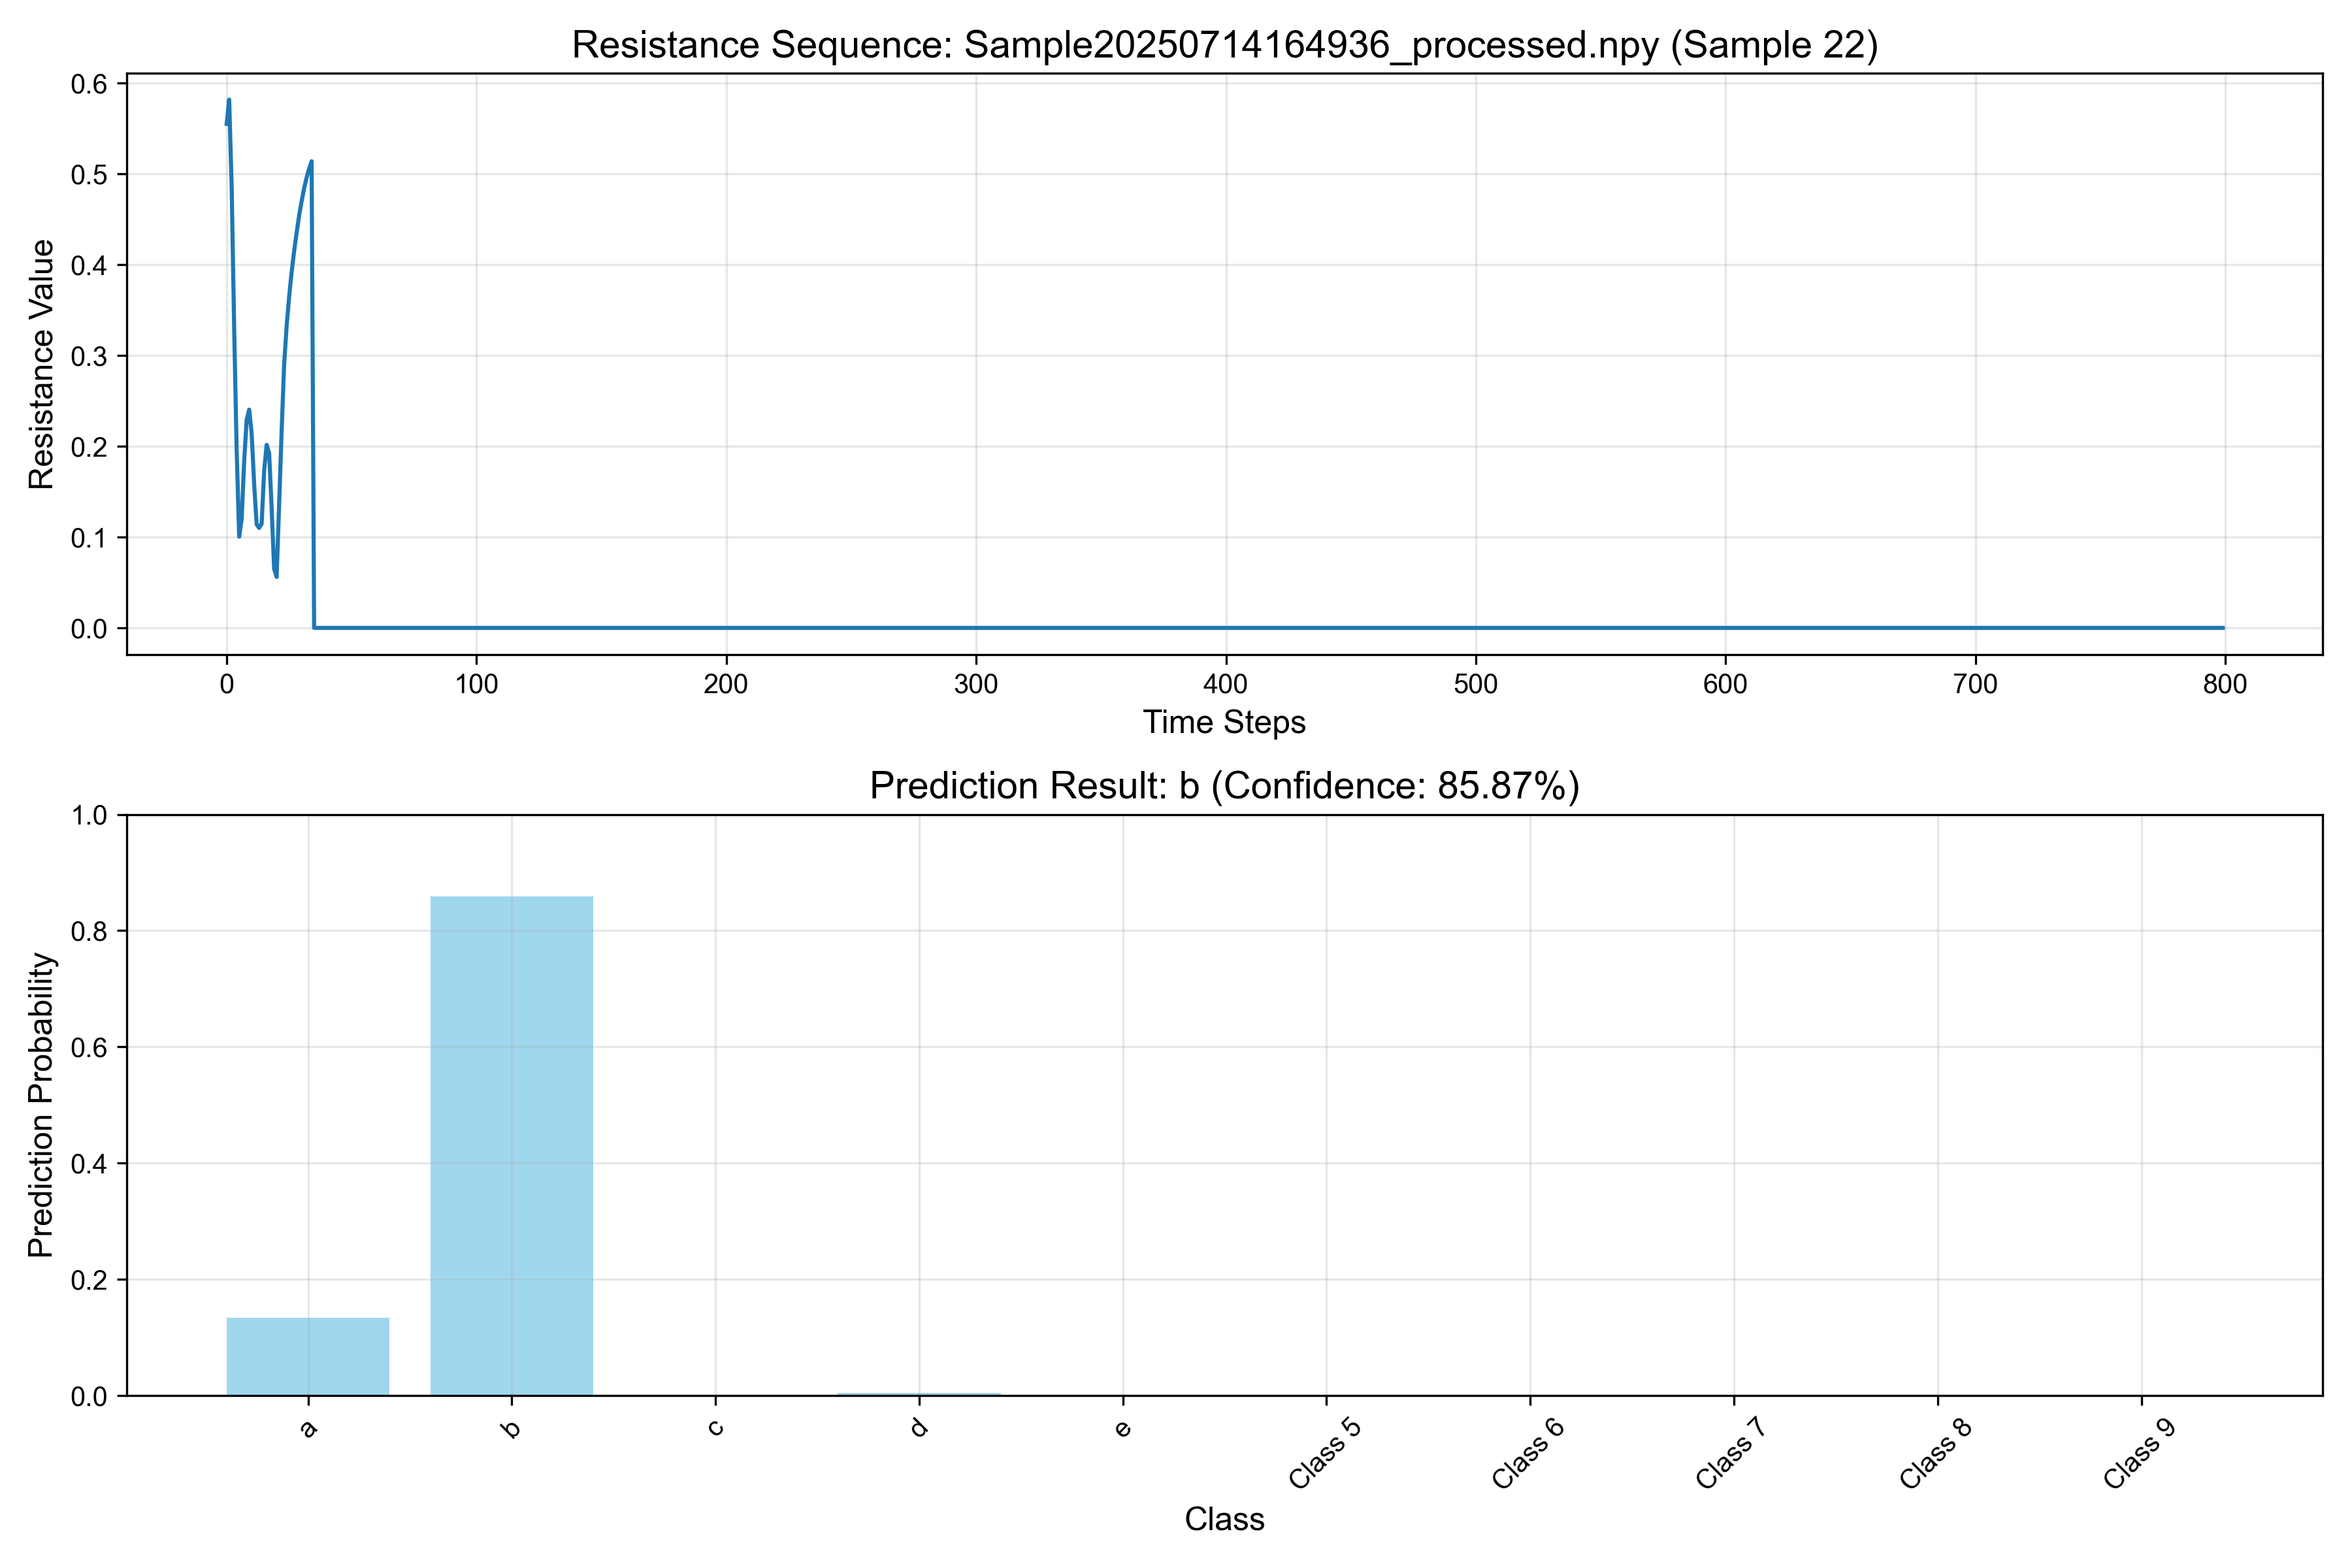 Resistance Sequence: Sample20250714164936_processed.npy (Sample 22)
0.6
0.5
0.4
0.3
0.2
0.1
0.0
Resistance Value
0 100 200 300 400 500 600 700 800
Time Steps
Prediction Result: b (Confidence: 85.87%)
1.0
0.8
0.6
0.4
0.2
0.0
Prediction Probability
a b c d e Class 5 Class 6 Class 7 Class 8 Class 9
Class